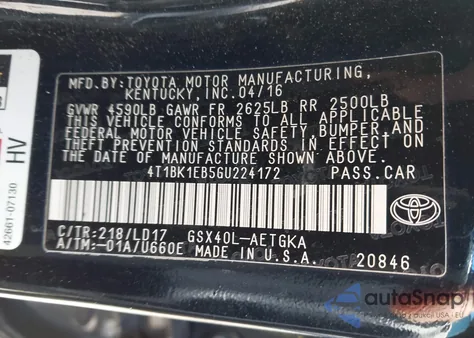 MFD.BY:TOYOTA MOTOR MANUFACTURING,
KENTUCKY, INC.04/16
GVWR 4590LB GAWR FR 2625LB RR 2500LB
THIS VEHICLE CONFORMS TO ALL APPLICABLE
FEDERAL MOTOR VEHICLE SAFETY, BUMPER, AND
THEFT PREVENTION STANDARDS IN EFFECT ON THE
DATE OF MANUFACTURE SHOWN ABOVE.
4T1BK1EB5GU224172 PASS.CAR
C/TR:218/LD17 GSX40L-AETGKA
A/TM:-01A/U660E MADE IN U.S.A. 20846
TOYOTA
HV
42661-07130
autoSnap